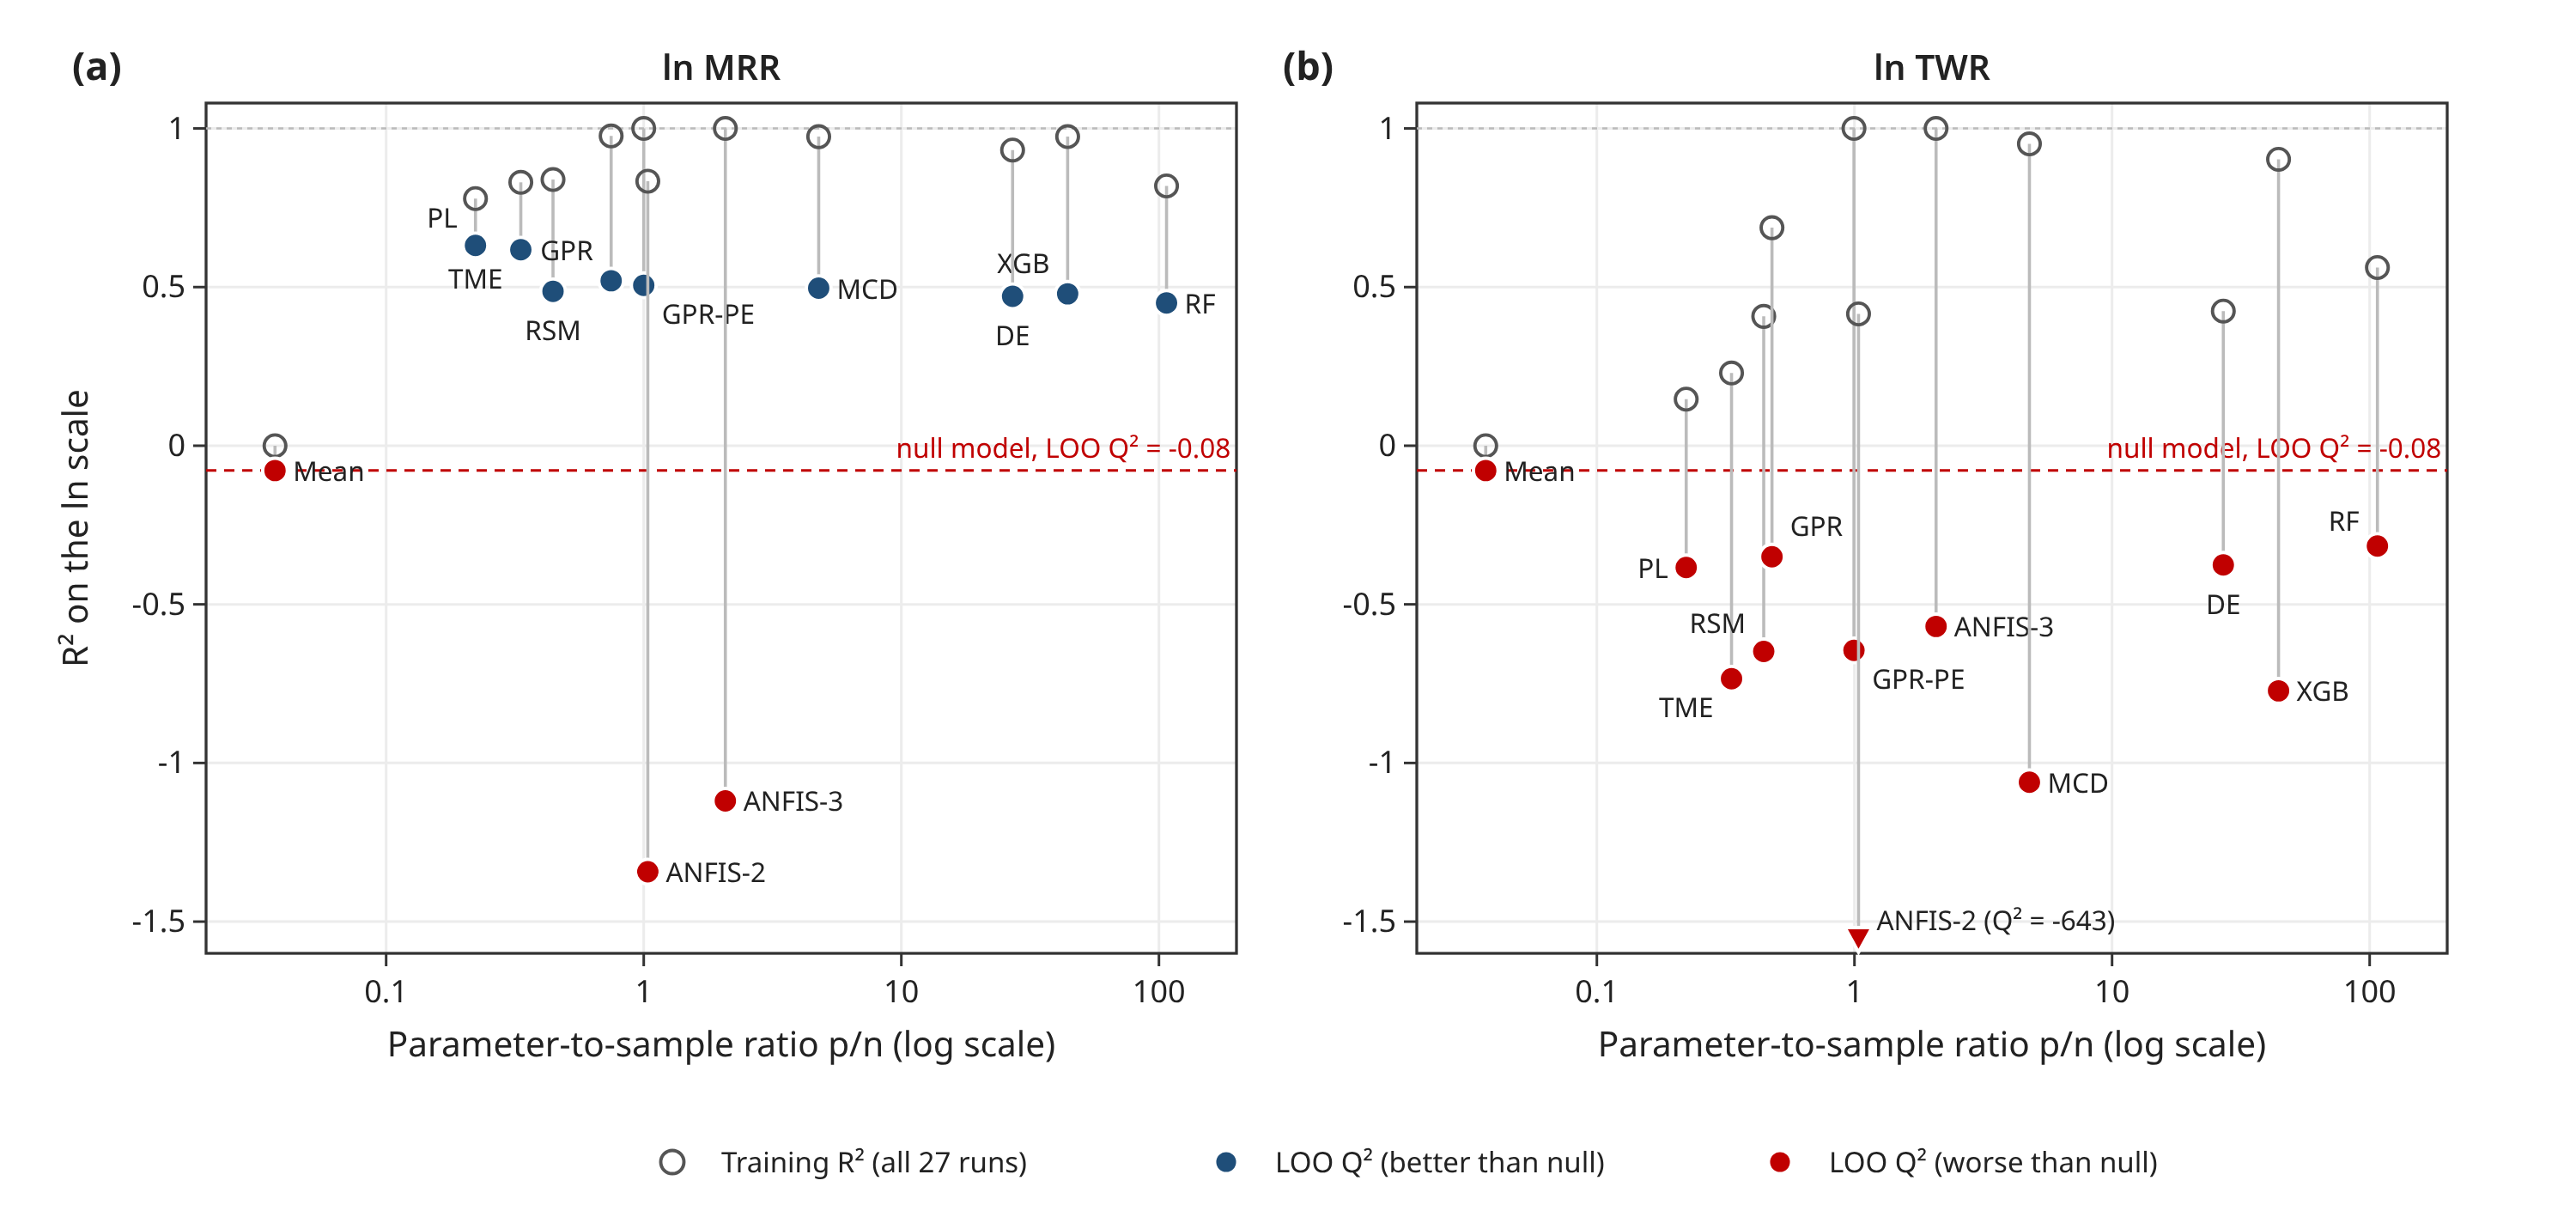 (a)
ln MRR
R² on the ln scale
1
0.5
0
-0.5
-1
-1.5
PL
TME
GPR
RSM
GPR-PE
MCD
XGB
DE
RF
null model, LOO Q² = -0.08
Mean
ANFIS-3
ANFIS-2
0.1
1
10
100
Parameter-to-sample ratio p/n (log scale)
(b)
ln TWR
1
0.5
0
-0.5
-1
-1.5
null model, LOO Q² = -0.08
Mean
GPR
RF
PL
DE
RSM
ANFIS-3
GPR-PE
XGB
TME
MCD
ANFIS-2 (Q² = -643)
0.1
1
10
100
Parameter-to-sample ratio p/n (log scale)
Training R² (all 27 runs)
LOO Q² (better than null)
LOO Q² (worse than null)